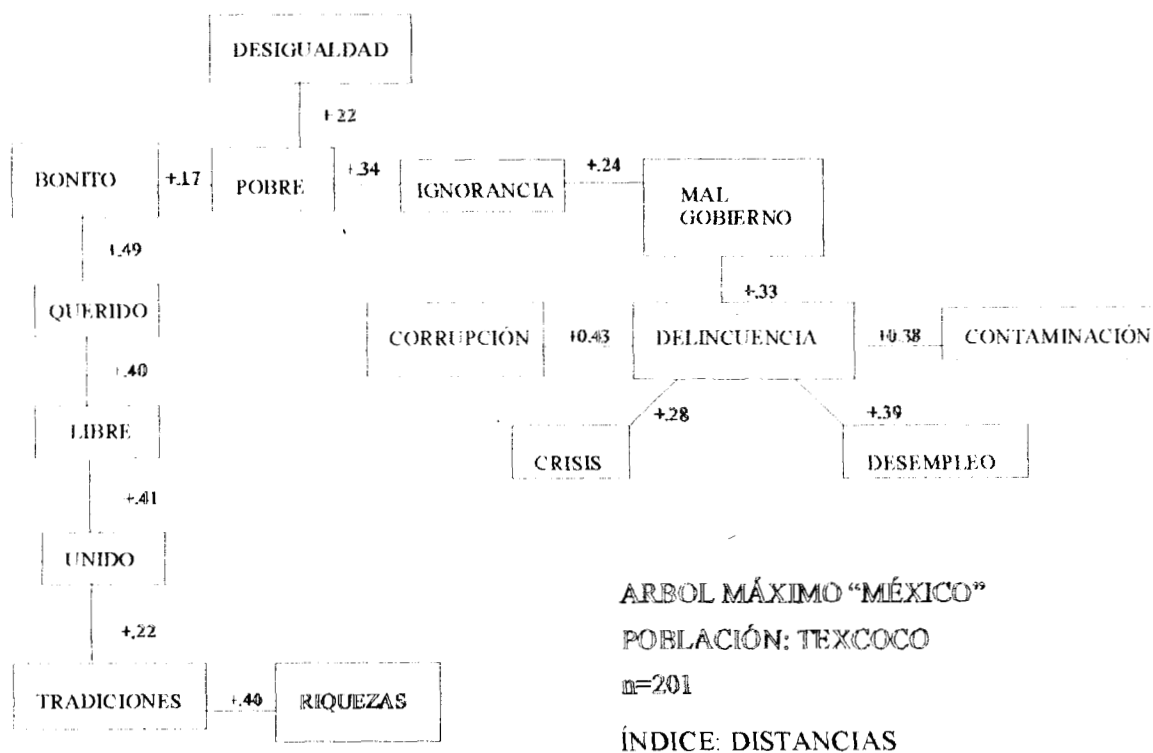 DESIGUALDAD
+.22
BONITO +.17 POBRE +.34 IGNORANCIA +.24 MAL
GOBIERNO
+.49
+.33
QUERIDO
CORRUPCIÓN +0.43 DELINCUENCIA +0.38 CONTAMINACIÓN
+.40
+.28 +.39
LIBRE
CRISIS DESEMPLEO
+.41
UNIDO
+.22
TRADICIONES +.40 RIQUEZAS
ARBOL MÁXIMO “MÉXICO”
POBLACIÓN: TEXCOCO
n=201
ÍNDICE: DISTANCIAS